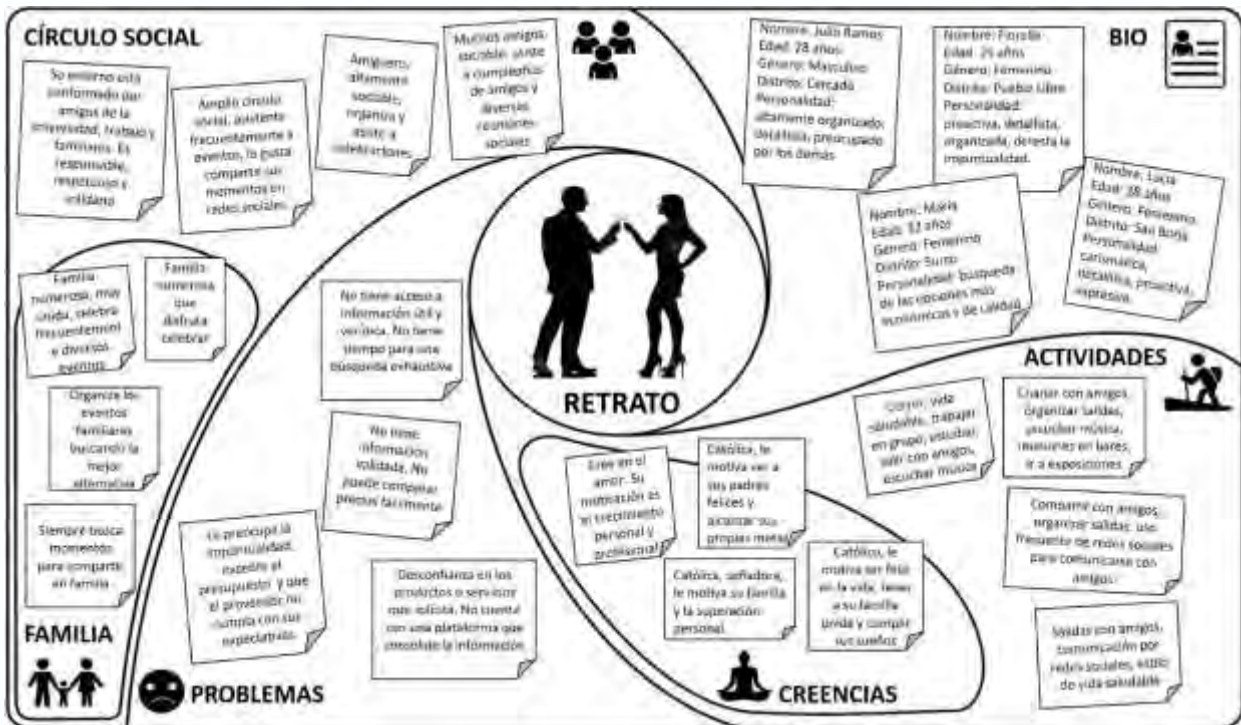 CÍRCULO SOCIAL
Su entorno está
conformado por
amigos de la
universidad, trabajo y
familiares. Es
responsable,
respetuoso y
solidario
Amplio círculo
social, asistente
frecuentemente a
eventos, le gusta
compartir sus
momentos en
redes sociales
Amiguero,
altamente
sociable,
organiza y
asiste a
celebraciones
Muchos amigos,
sociable, asiste
a cumpleaños
de amigos y
diversas
reuniones
sociales
BIO
Nombre: Julio Ramos
Edad: 28 años
Género: Masculino
Distrito: Cercado
Personalidad:
altamente organizado,
detallista, preocupado
por los demás
Nombre: Fiorella
Edad: años
Género: Femenino
Distrito: Pueblo Libre
Personalidad:
proactiva, detallista,
organizada, detesta la
impuntualidad.
Nombre: María
Edad: 32 años
Género: Femenino
Distrito: Surco
Personalidad: búsqueda
de las opciones más
económicas y de calidad
Nombre: Lucía
Edad: 38 años
Género: Femenino
Distrito: San Borja
Personalidad:
carismática,
proactiva,
expresiva.
FAMILIA
Familia
numerosa, muy
unida, celebra
frecuentement
e diversos
eventos
Familia
numerosa,
que
disfruta
celebrar
Organiza los
eventos
familiares
buscando la
mejor
alternativa
Siempre busca
momentos
para compartir
en familia
PROBLEMAS
No tiene acceso a
información útil y
verídica. No tiene
tiempo para una
búsqueda exhaustiva
No tiene
información
validada. No
puede comparar
precios fácilmente
Le preocupa la
impuntualidad,
exceder el
presupuesto y que
el proveedor no
cumpla con sus
expectativas.
Desconfianza en los
productos o servicios
que solicita. No cuenta
con una plataforma que
consolide la información
RETRATO
CREENCIAS
Cree en el
amor. Su
motivación es
el crecimiento
personal y
profesional
Católica, le
motiva ver a
sus padres
felices y
alcanzar sus
propias metas
Católica, soñadora,
le motiva su familia
y la superación
personal.
Católico, le
motiva ser feliz
en la vida, tener
a su familia
unida y cumplir
sus sueños
ACTIVIDADES
Correr, vida
saludable, trabajar
en grupo,
salir con amigos,
escuchar música
con amigos,
organizar salidas,
escuchar música,
reuniones en bares,
ir a exposiciones
Compartir con amigos,
organizar salidas, uso
frecuente de redes sociales
para comunicarse con
amigos
Salidas con amigos,
comunicación por
redes sociales, estilo
de vida saludable